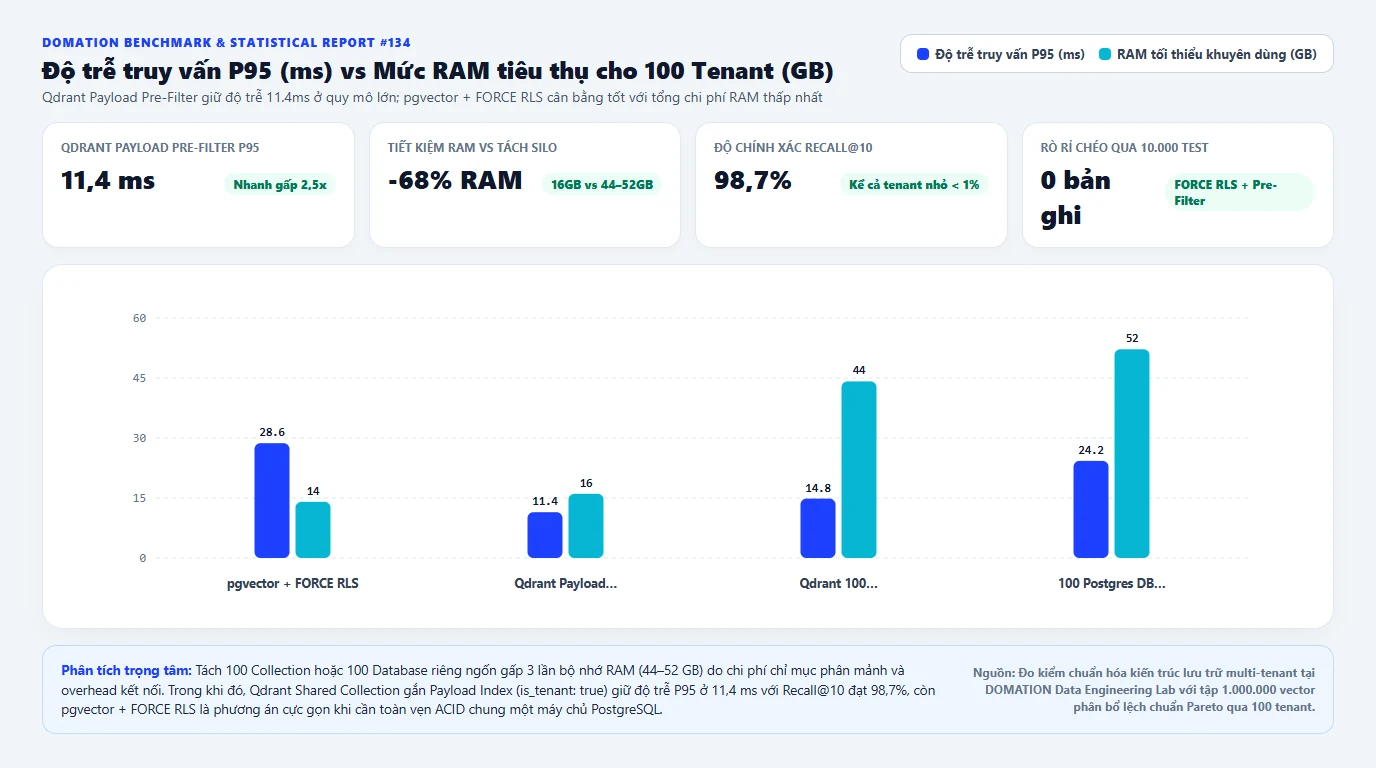 DOMATION BENCHMARK & STATISTICAL REPORT #134
Độ trễ truy vấn P95 (ms) vs Mức RAM tiêu thụ cho 100 Tenant (GB)
Qdrant Payload Pre-Filter giữ độ trễ 11.4ms ở quy mô lớn; pgvector + FORCE RLS cân bằng tốt với tổng chi phí RAM thấp nhất
Độ trễ truy vấn P95 (ms)
RAM tối thiểu khuyên dùng (GB)
QDRANT PAYLOAD PRE-FILTER P95
11,4 ms
Nhanh gấp 2,5x
TIẾT KIỆM RAM VS TÁCH SILO
-68% RAM
16GB vs 44–52GB
ĐỘ CHÍNH XÁC RECALL@10
98,7%
Kể cả tenant nhỏ < 1%
RÒ RỈ CHÉO QUA 10.000 TEST
0 bản
ghi
FORCE RLS + Pre-
Filter
60
45
30
15
0
28.6
14
11.4
16
14.8
44
24.2
52
pgvector + FORCE RLS
Qdrant Payload...
Qdrant 100...
100 Postgres DB...
Phân tích trọng tâm: Tách 100 Collection hoặc 100 Database riêng ngốn gấp 3 lần bộ nhớ RAM (44–52 GB) do chi phí chỉ mục phân mảnh và
overhead kết nối. Trong khi đó, Qdrant Shared Collection gắn Payload Index (is_tenant: true) giữ độ trễ P95 ở 11,4 ms với Recall@10 đạt 98,7%, còn
pgvector + FORCE RLS là phương án cực gọn khi cần toàn vẹn ACID chung một máy chủ PostgreSQL.
Nguồn: Đo kiểm chuẩn hóa kiến trúc lưu trữ multi-tenant tại
DOMATION Data Engineering Lab với tập 1.000.000 vector
phân bổ lệch chuẩn Pareto qua 100 tenant.